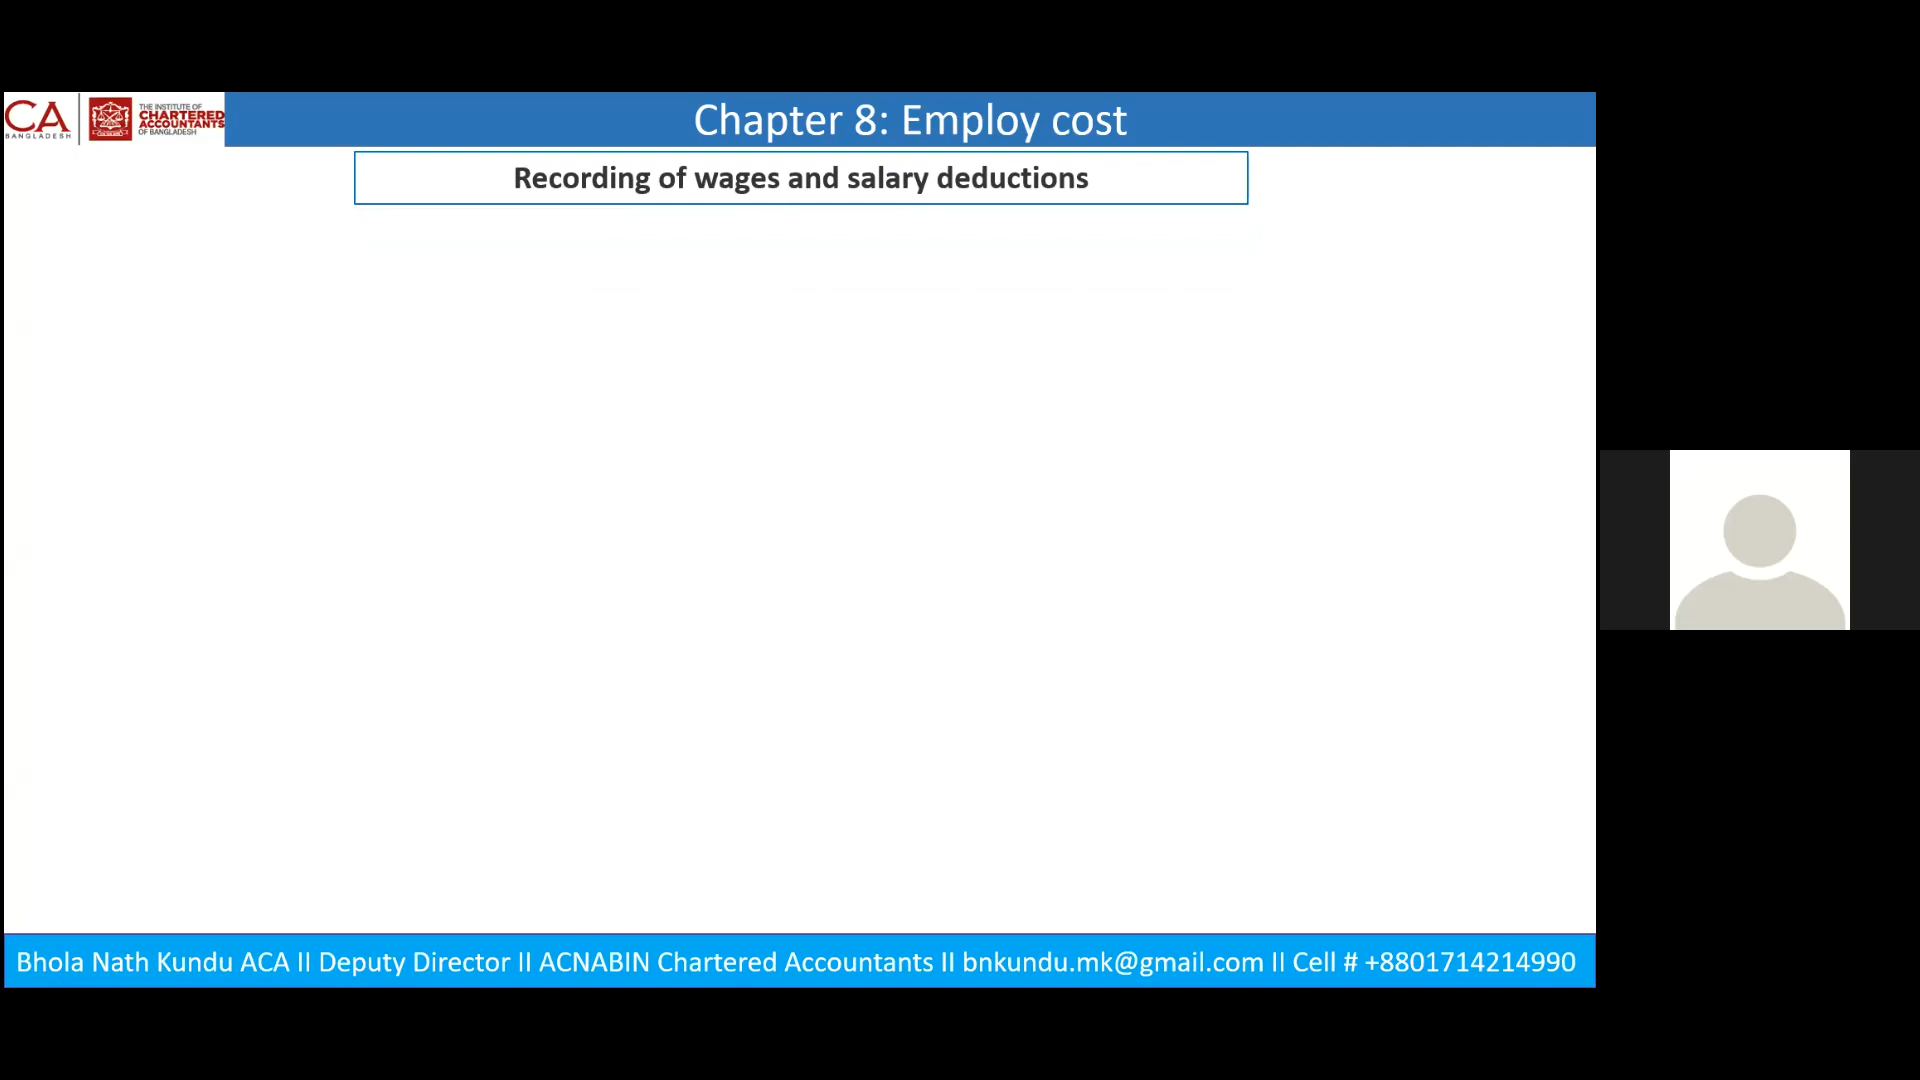 CA
BANGLADESH
THE INSTITUTE OF
CHARTERED
ACCOUNTANTS
OF BANGLADESH
Chapter 8: Employ cost
Recording of wages and salary deductions
Bhola Nath Kundu ACA II Deputy Director II ACNABIN Chartered Accountants II bnkundu.mk@gmail.com II Cell # +8801714214990